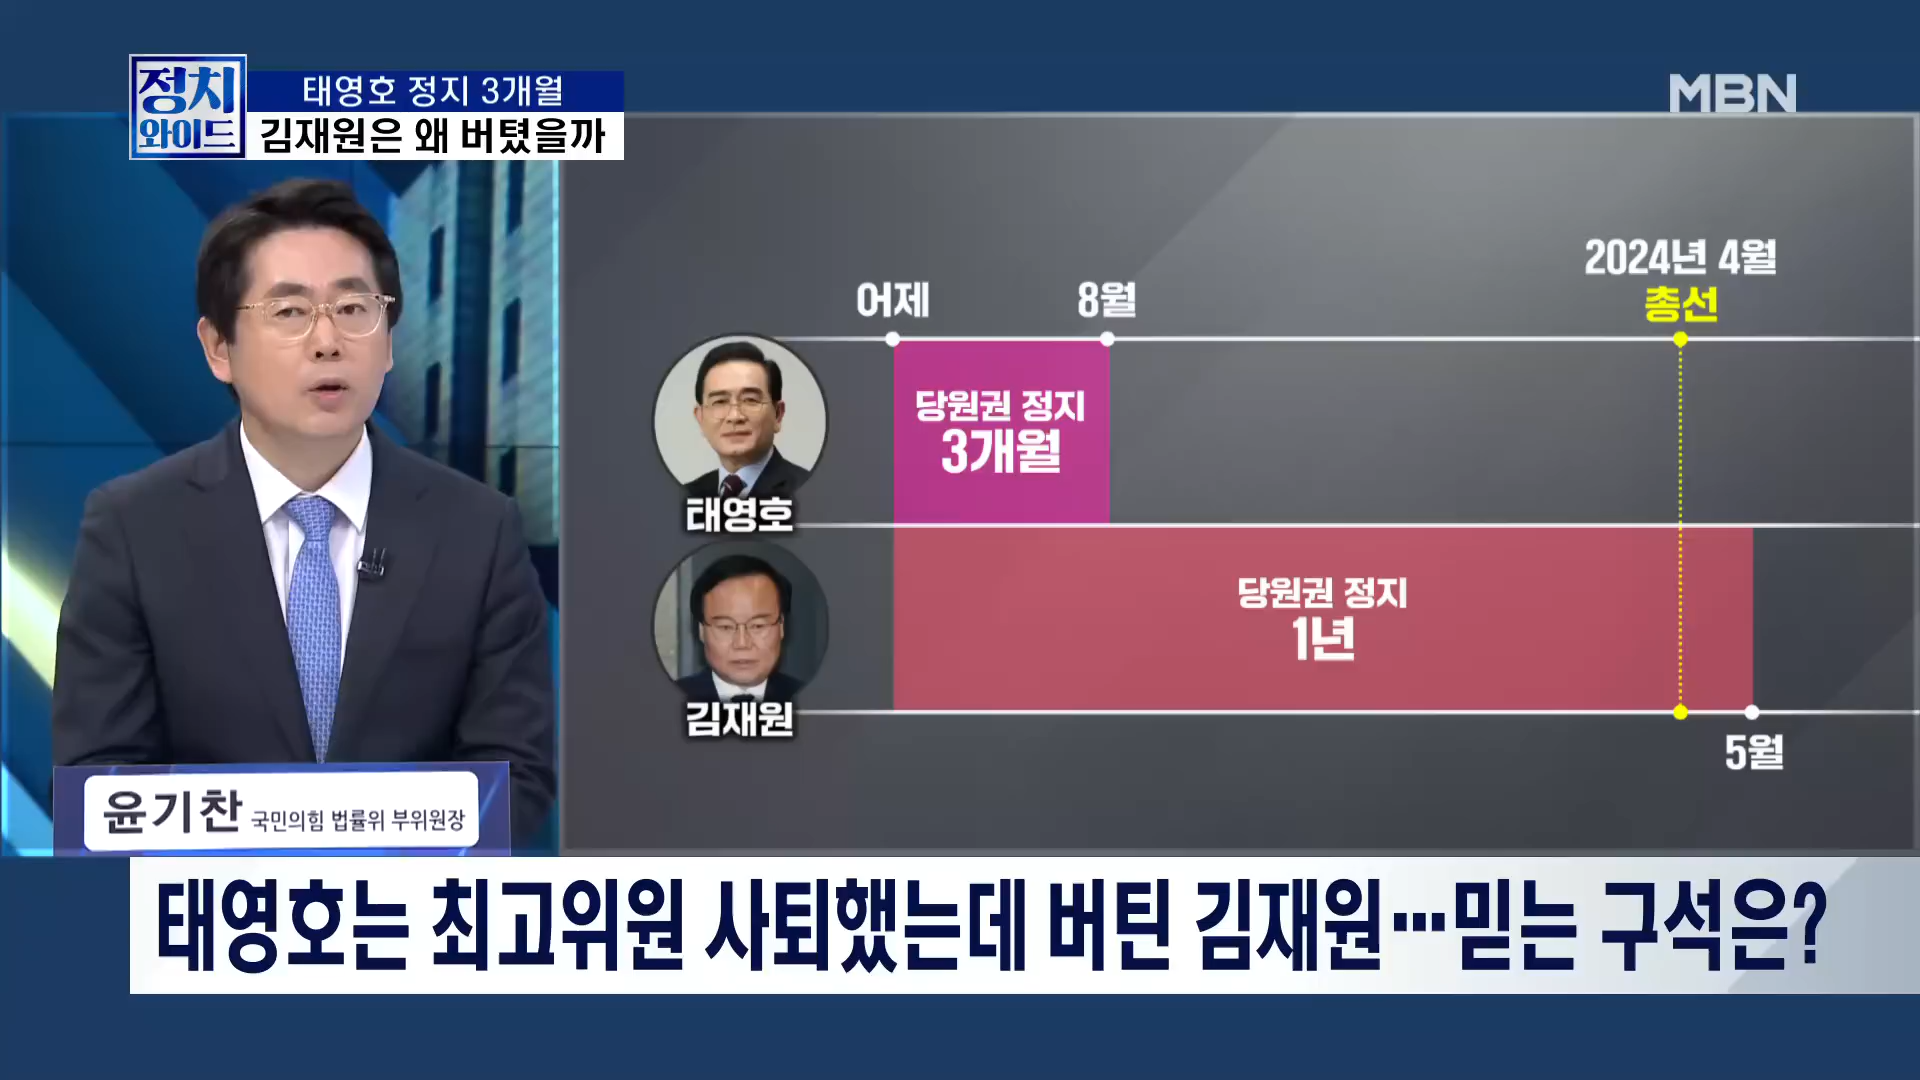 정치
와이드
태영호 정지 3개월
김재원은 왜 버텼을까
MBN
2024년 4월
총선
어제
8월
당원권 정지
3개월
태영호
당원권 정지
1년
김재원
5월
윤기찬 국민의힘 법률위 부위원장
태영호는 최고위원 사퇴했는데 버틴 김재원…믿는 구석은?